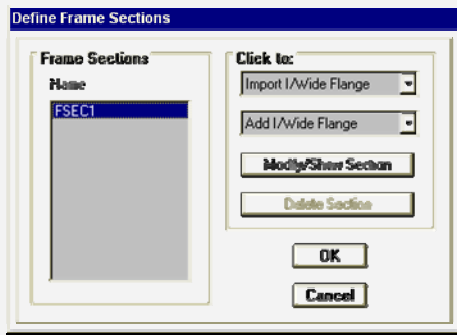 Define Frame Sections
Frame Sections
Name
FSEC1
Click to:
Import I/Wide Flange
Add I/Wide Flange
Modify/Show Section
Delete Section
OK
Cancel